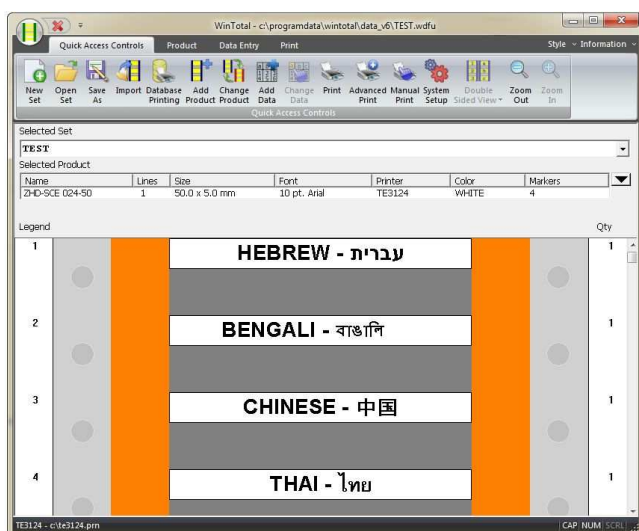 WinTotal - c:\programdata\wintotal\data_v6\TEST.wdfu
Quick Access Controls Product Data Entry Print Style Information
New Set Open Set Save As Import Database Printing Add Product Change Product Add Data Change Data Print Advanced Print Manual Print System Setup Double Sided View Zoom Out Zoom In
Quick Access Controls
Selected Set
TEST
Selected Product
Name Lines Size Font Printer Color Markers
ZHD-SCE 024-50 1 50.0 x 5.0 mm 10 pt. Arial TE3124 WHITE 4
Legend Qty
1 HEBREW - עברית 1
2 BENGALI - বাঙালি 1
3 CHINESE - 中国 1
4 THAI - ไทย 1
TE3124 - c:\te3124.prn CAP NUM SCRL